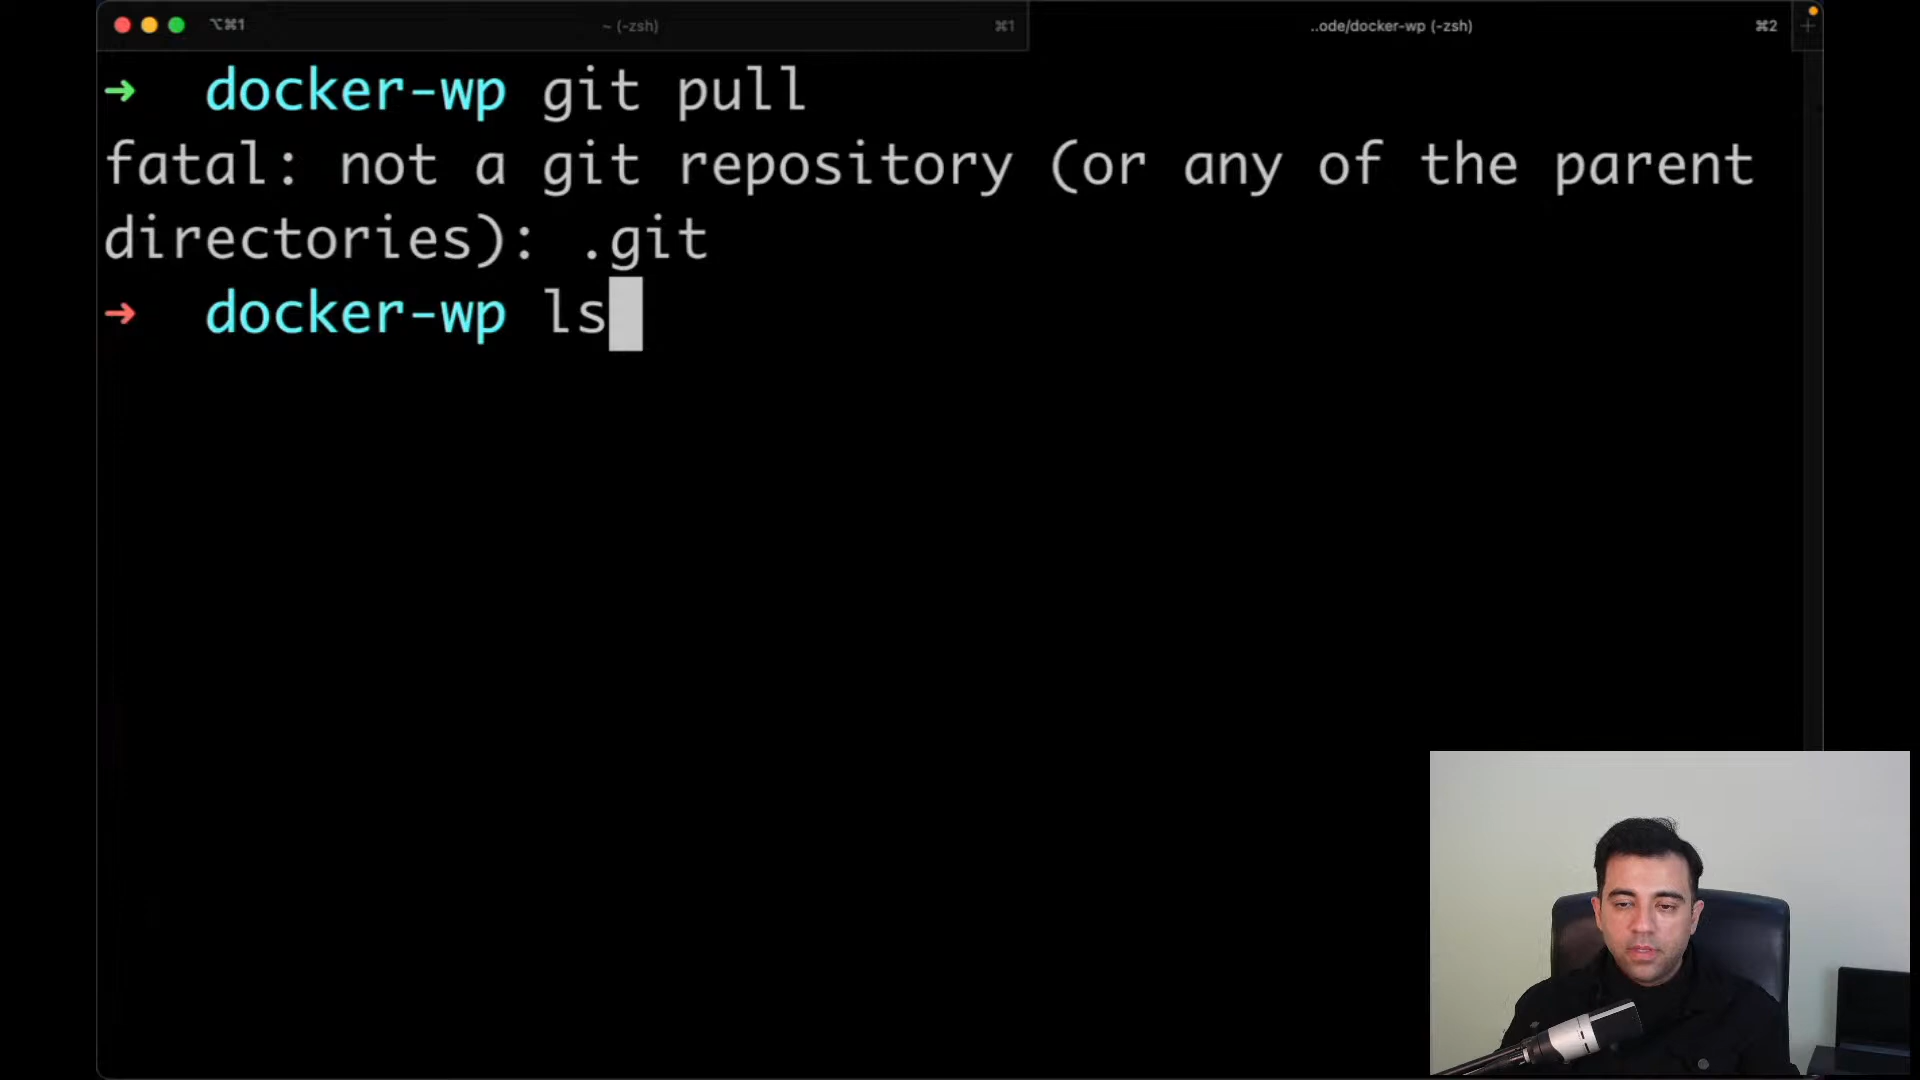 ⌥⌘1
~ (-zsh)
⌘1
..ode/docker-wp (-zsh)
⌘2
+
➜ docker-wp git pull
fatal: not a git repository (or any of the parent
directories): .git
➜ docker-wp ls